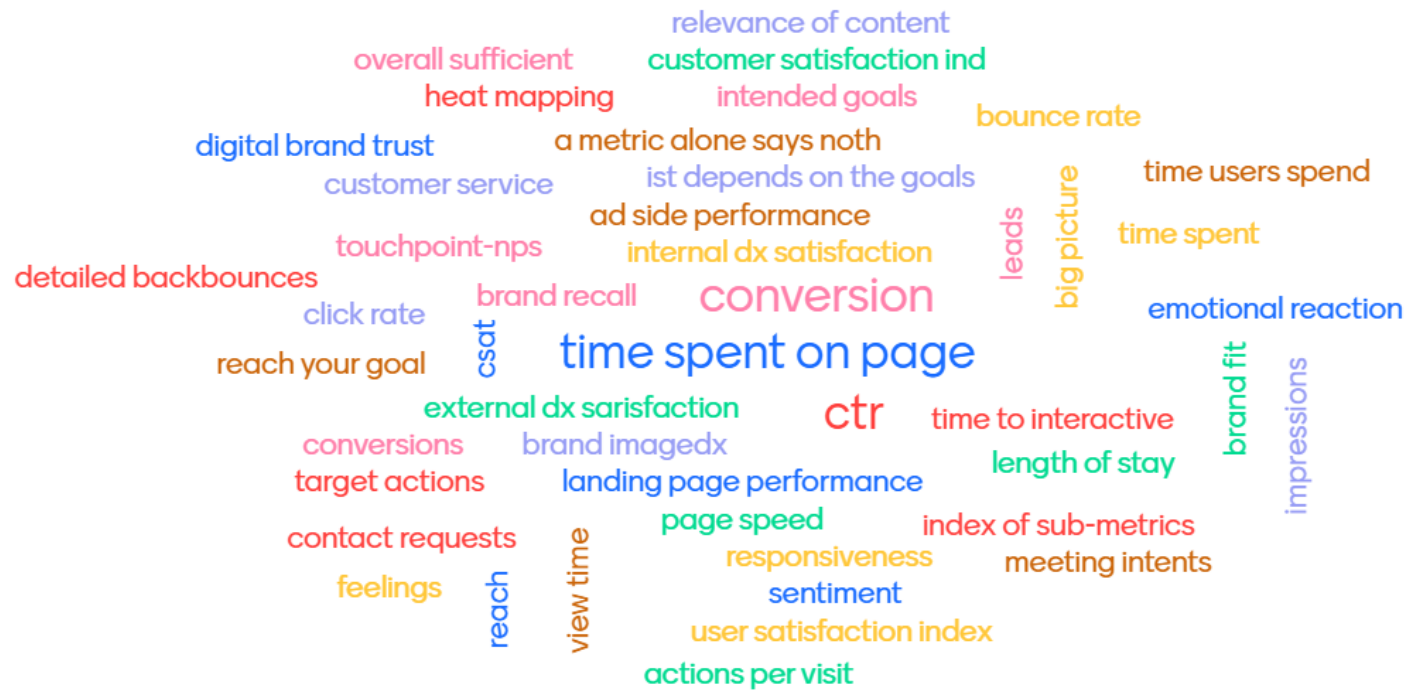 relevance of content
overall sufficient
customer satisfaction ind
heat mapping
intended goals
bounce rate
a metric alone says noth
digital brand trust
time users spend
customer service
ist depends on the goals
big picture
ad side performance
leads
time spent
touchpoint-nps
internal dx satisfaction
detailed backbounces
brand recall
conversion
emotional reaction
click rate
csat
time spent on page
reach your goal
brand fit
impressions
external dx sarisfaction
ctr
time to interactive
conversions
brand imagedx
length of stay
target actions
landing page performance
page speed
index of sub-metrics
contact requests
view time
responsiveness
meeting intents
feelings
reach
sentiment
user satisfaction index
actions per visit